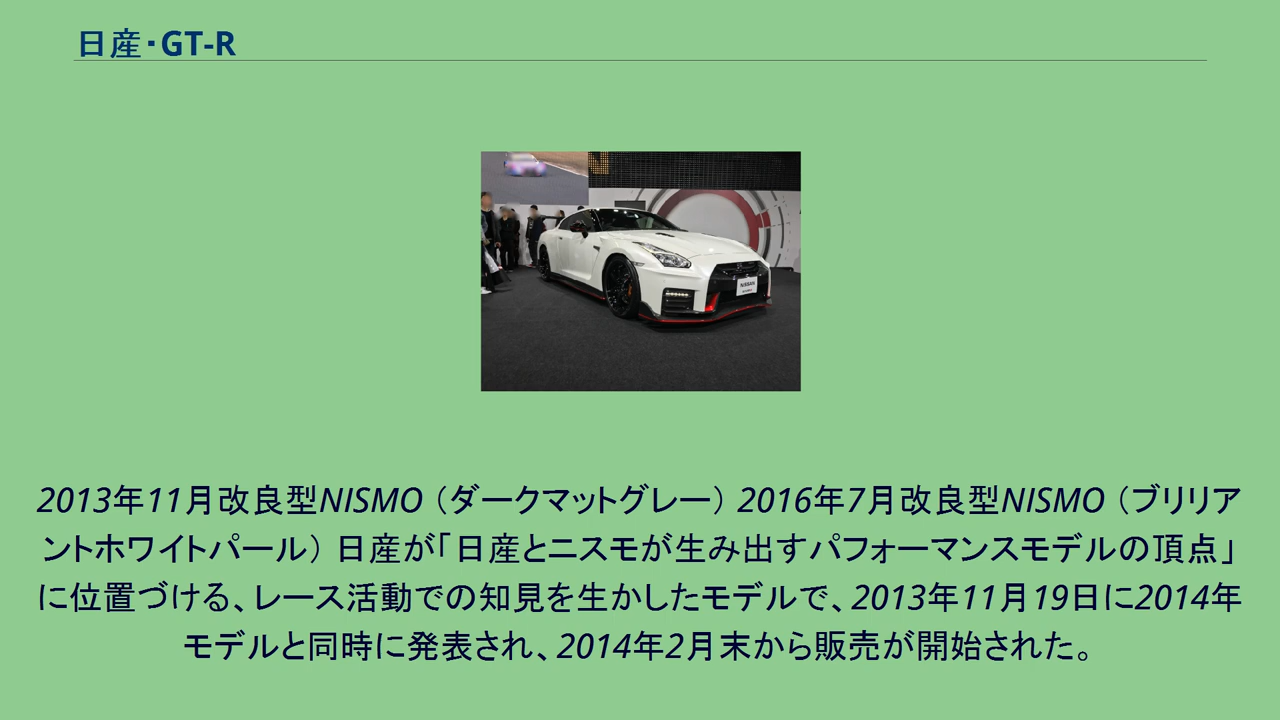 日産・GT-R
NISSAN
2013年11月改良型NISMO（ダークマットグレー） 2016年7月改良型NISMO（ブリリア
ントホワイトパール） 日産が「日産とニスモが生み出すパフォーマンスモデルの頂点」
に位置づける、レース活動での知見を生かしたモデルで、2013年11月19日に2014年
モデルと同時に発表され、2014年2月末から販売が開始された。